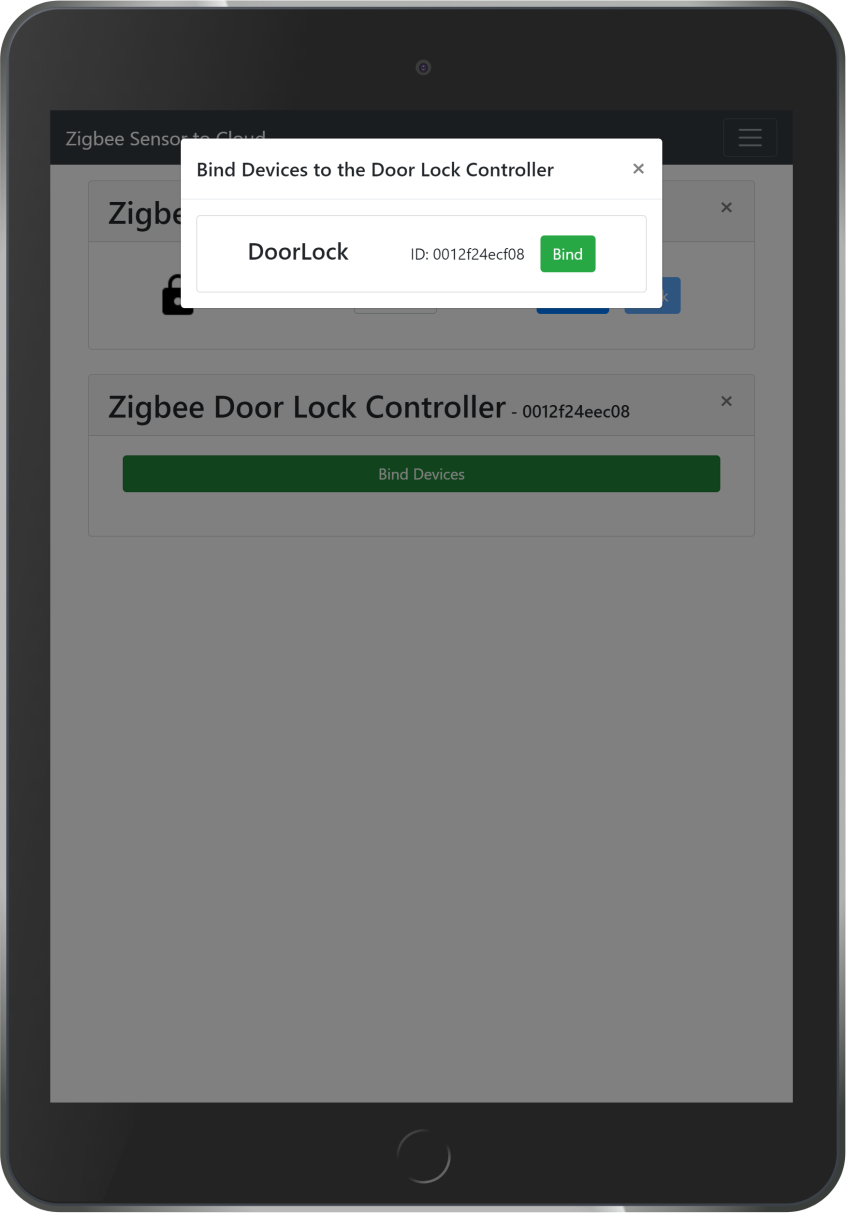 Zigbee Sensor to Cloud
Bind Devices to the Door Lock Controller ×
Zigbe ×
DoorLock ID: 0012f24ecf08 Bind
Zigbee Door Lock Controller - 0012f24eec08 ×
Bind Devices